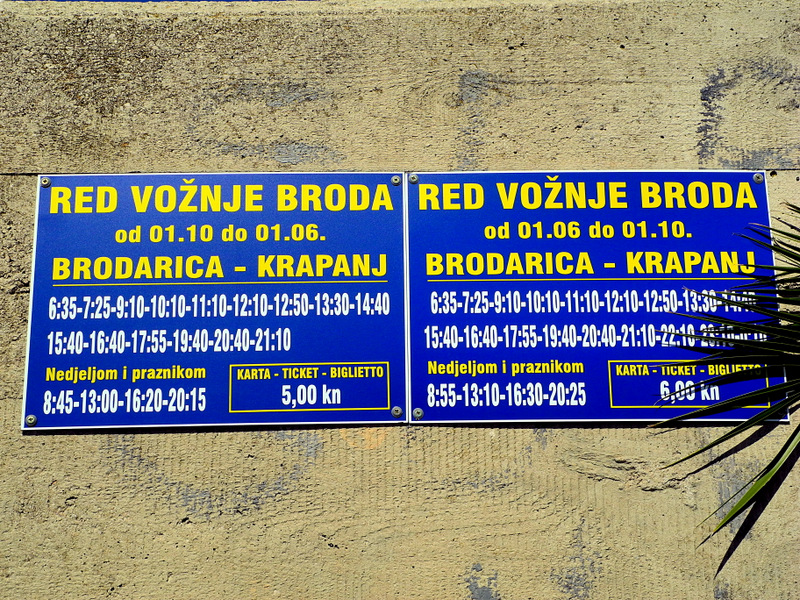 RED VOŽNJE BRODA
od 01.10 do 01.06.
BRODARICA - KRAPANJ
6:35-7:25-9:10-10:10-11:10-12:10-12:50-13:30-14:40
15:40-16:40-17:55-19:40-20:40-21:10
Nedjeljom i praznikom
8:45-13:00-16:20-20:15
KARTA - TICKET - BIGLIETTO
5,00 kn
RED VOŽNJE BRODA
od 01.06 do 01.10.
BRODARICA - KRAPANJ
6:35-7:25-9:10-10:10-11:10-12:10-12:50-13:30-14:40
15:40-16:40-17:55-19:40-20:40-21:10-22:10
Nedjeljom i praznikom
8:55-13:10-16:30-20:25
KARTA - TICKET - BIGLIETTO
6,00 kn